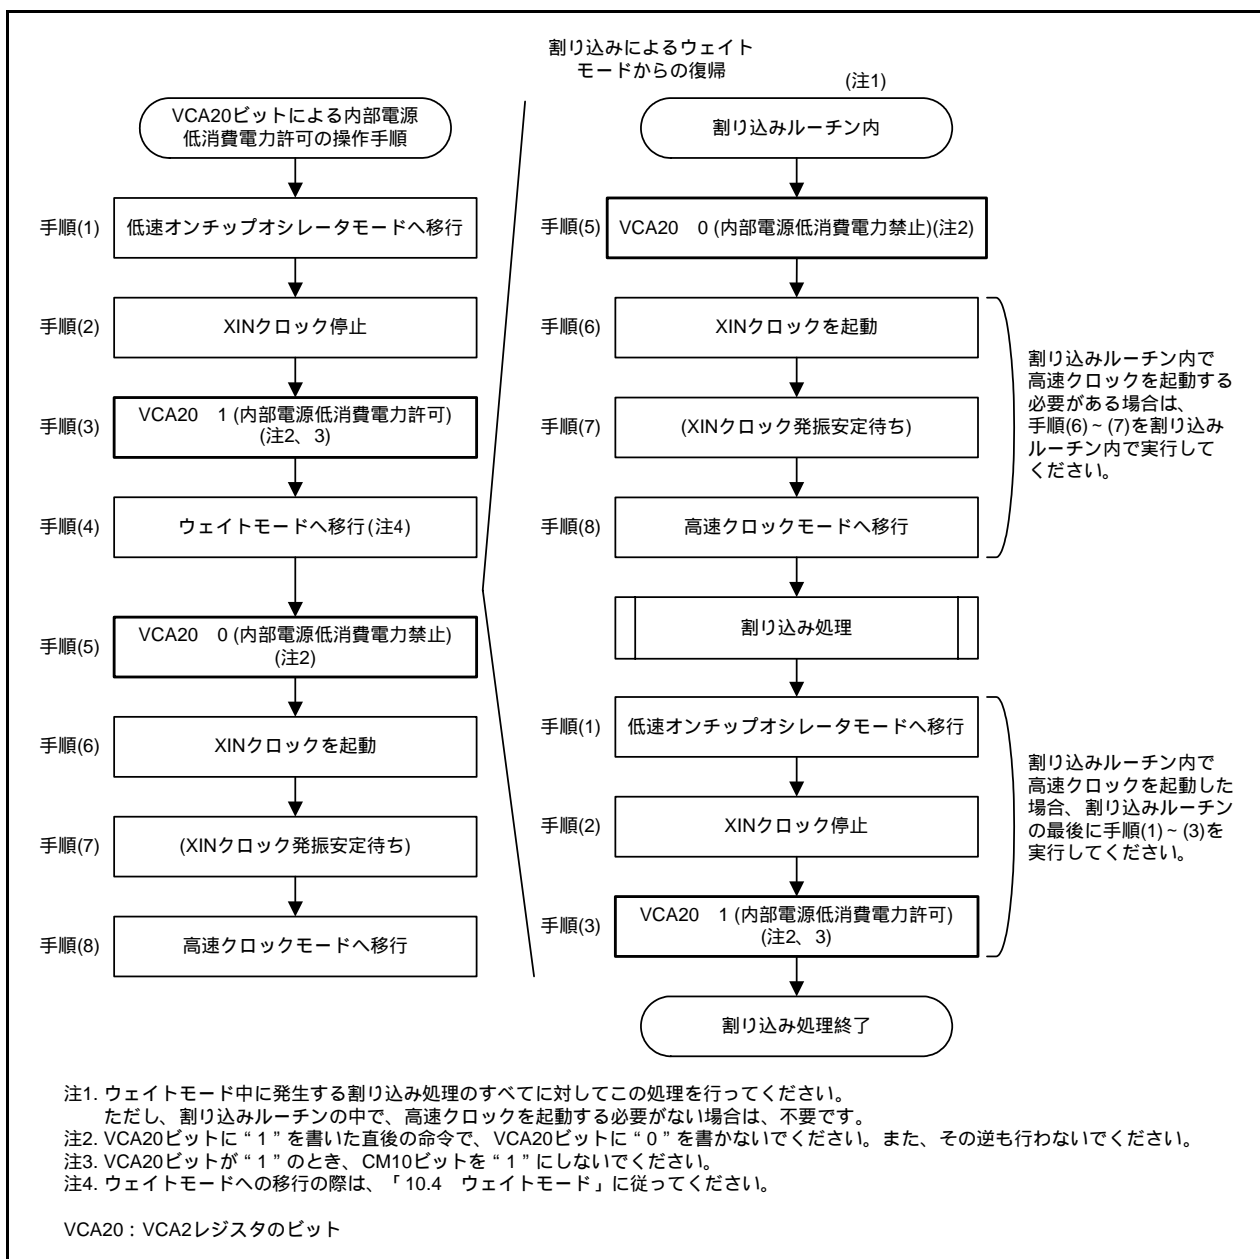 割り込みによるウェイト
モードからの復帰
VCA20ビットによる内部電源
低消費電力許可の操作手順
手順(1)
低速オンチップオシレータモードへ移行
手順(2)
XINクロック停止
手順(3)
VCA20　1 (内部電源低消費電力許可)
(注2、3)
手順(4)
ウェイトモードへ移行(注4)
手順(5)
VCA20　0 (内部電源低消費電力禁止)
(注2)
手順(6)
XINクロックを起動
手順(7)
(XINクロック発振安定待ち)
手順(8)
高速クロックモードへ移行
(注1)
割り込みルーチン内
手順(5)
VCA20　0 (内部電源低消費電力禁止)(注2)
手順(6)
XINクロックを起動
手順(7)
(XINクロック発振安定待ち)
手順(8)
高速クロックモードへ移行
割り込みルーチン内で
高速クロックを起動する
必要がある場合は、
手順(6)~(7)を割り込み
ルーチン内で実行して
ください。
割り込み処理
手順(1)
低速オンチップオシレータモードへ移行
手順(2)
XINクロック停止
手順(3)
VCA20　1 (内部電源低消費電力許可)
(注2、3)
割り込みルーチン内で
高速クロックを起動した
場合、割り込みルーチン
の最後に手順(1)~(3)を
実行してください。
割り込み処理終了
注1. ウェイトモード中に発生する割り込み処理のすべてに対してこの処理を行ってください。
ただし、割り込みルーチンの中で、高速クロックを起動する必要がない場合は、不要です。
注2. VCA20ビットに“1”を書いた直後の命令で、VCA20ビットに“0”を書かないでください。また、その逆も行わないでください。
注3. VCA20ビットが“1”のとき、CM10ビットを“1”にしないでください。
注4. ウェイトモードへの移行の際は、「10.4　ウェイトモード」に従ってください。
VCA20：VCA2レジスタのビット